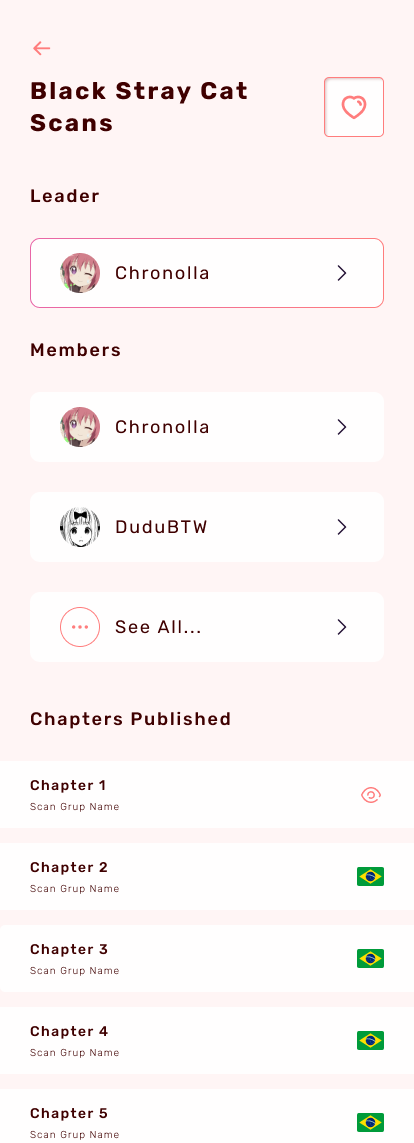 Black Stray Cat
Scans
Leader
Chronolla
Members
Chronolla
DuduBTW
See All...
Chapters Published
Chapter 1
Scan Grup Name
Chapter 2
Scan Grup Name
Chapter 3
Scan Grup Name
Chapter 4
Scan Grup Name
Chapter 5
Scan Grup Name